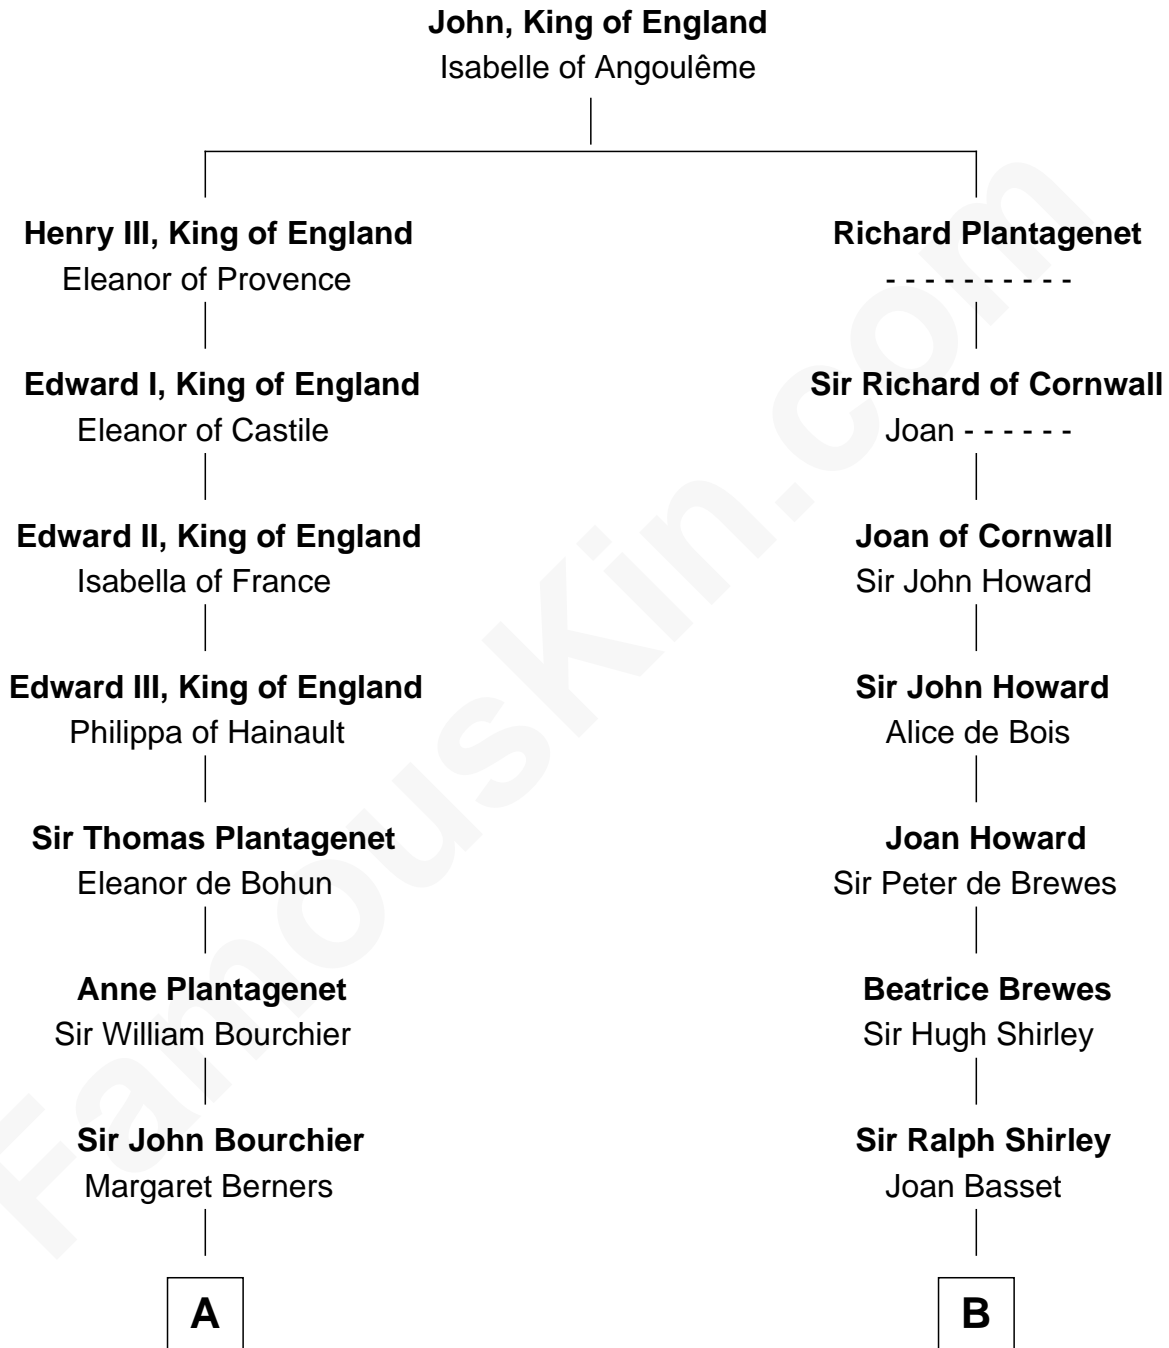 John, King of England
Isabelle of Angoulême
Henry III, King of England
Eleanor of Provence
Richard Plantagenet
- - - - - - - - - -
Edward I, King of England
Eleanor of Castile
Sir Richard of Cornwall
Joan - - - - - -
Edward II, King of England
Isabella of France
Joan of Cornwall
Sir John Howard
Edward III, King of England
Philippa of Hainault
Sir John Howard
Alice de Bois
Sir Thomas Plantagenet
Eleanor de Bohun
Joan Howard
Sir Peter de Brewes
Anne Plantagenet
Sir William Bourchier
Beatrice Brewes
Sir Hugh Shirley
Sir John Bourchier
Margaret Berners
Sir Ralph Shirley
Joan Basset
A
B
FamousKin.com